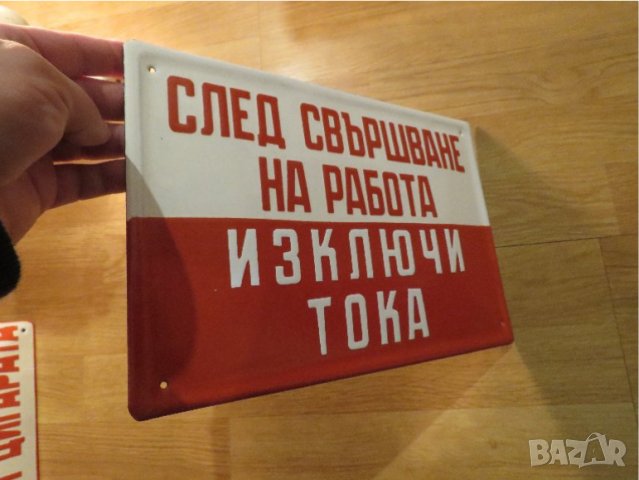 СЛЕД СВЪРШВАНЕ
НА РАБОТА
ИЗКЛЮЧИ
ТОКА
ЦИГАРАТА
BAZAR